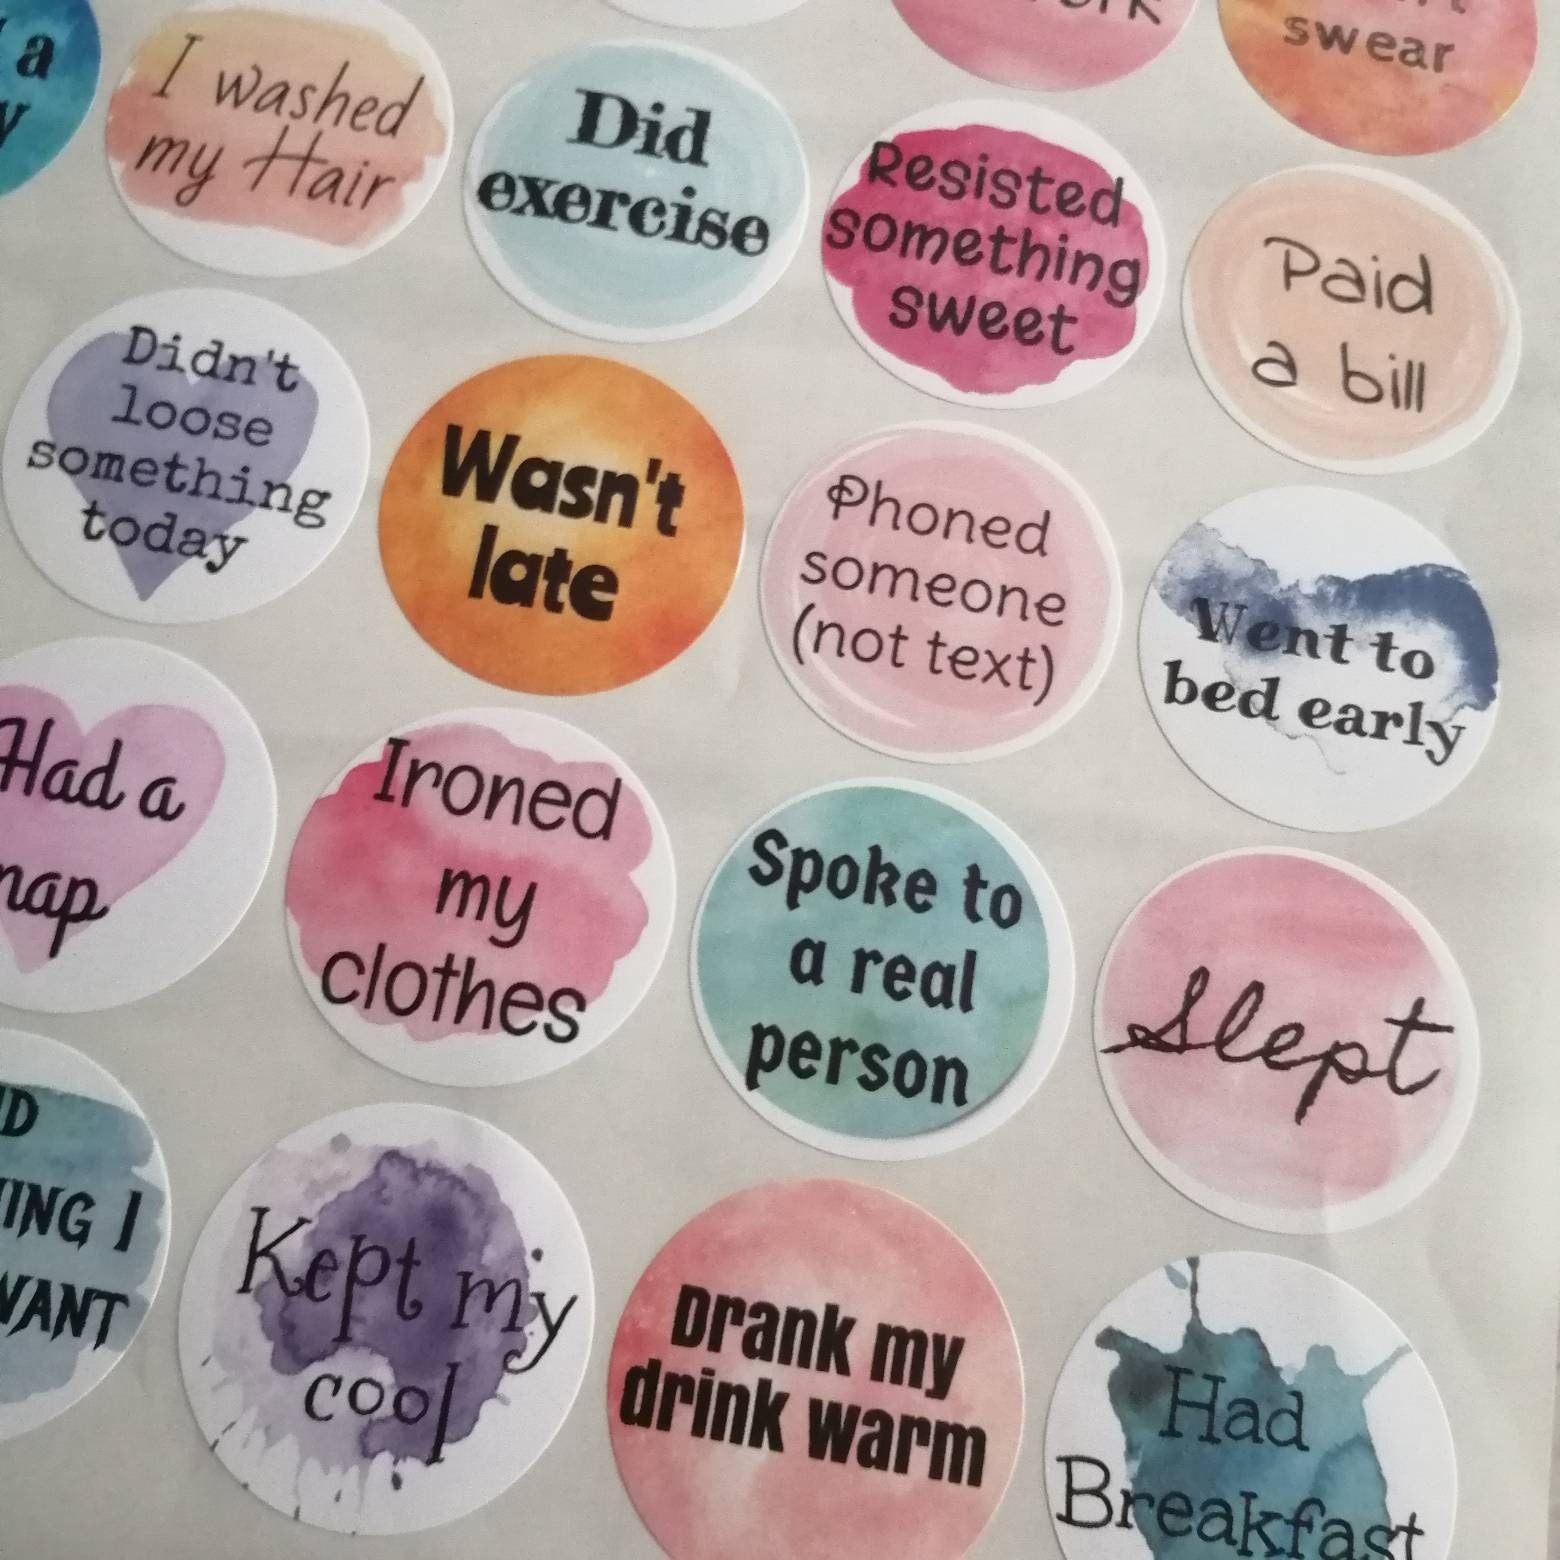 a
I washed
my Hair
Did
exercise
Resisted
something
sweet
swear
Paid
a bill
Didn't
loose
something
today
Wasn't
late
Phoned
someone
(not text)
Went to
bed early
Had a
nap
Ironed
my
clothes
Spoke to
a real
person
Slept
ING I
WANT
Kept my
cool
Drank my
drink warm
Had
Breakfast